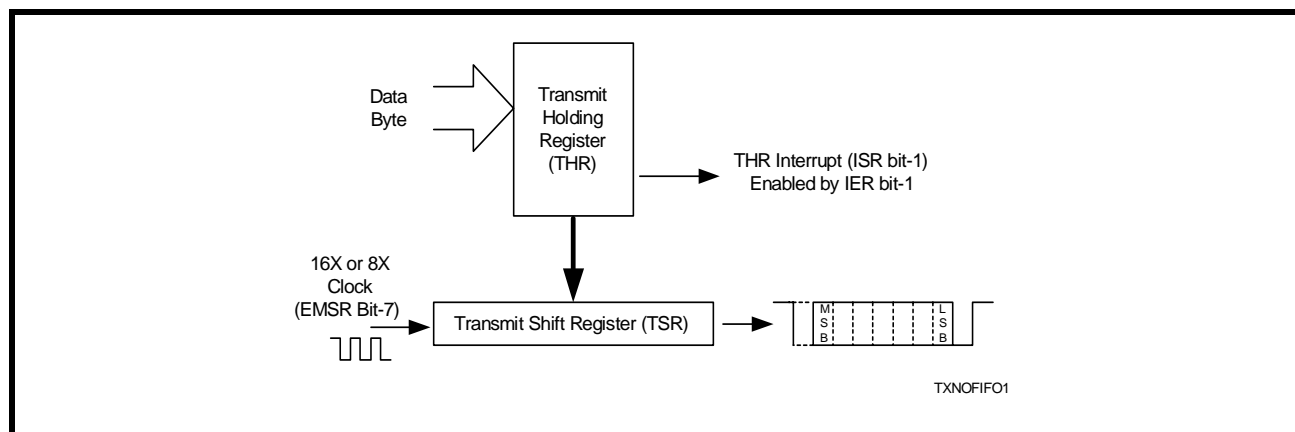 Data
Byte
Transmit
Holding
Register
(THR)
THR Interrupt (ISR bit-1)
Enabled by IER bit-1
16X or 8X
Clock
(EMSR Bit-7)
Transmit Shift Register (TSR)
M
S
B
L
S
B
TXNOFIFO1